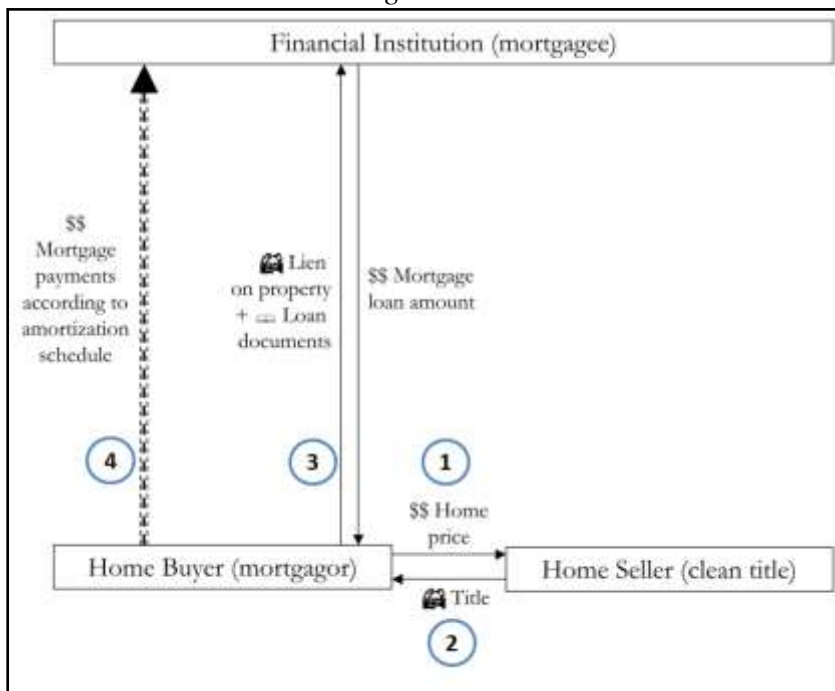 Financial Institution (mortgagee)
$$
Mortgage
payments
according to
amortization
schedule
Lien
on property
+ Loan
documents
$$ Mortgage
loan amount
4
3
1
$$ Home
price
Home Buyer (mortgagor)
Home Seller (clean title)
Title
2